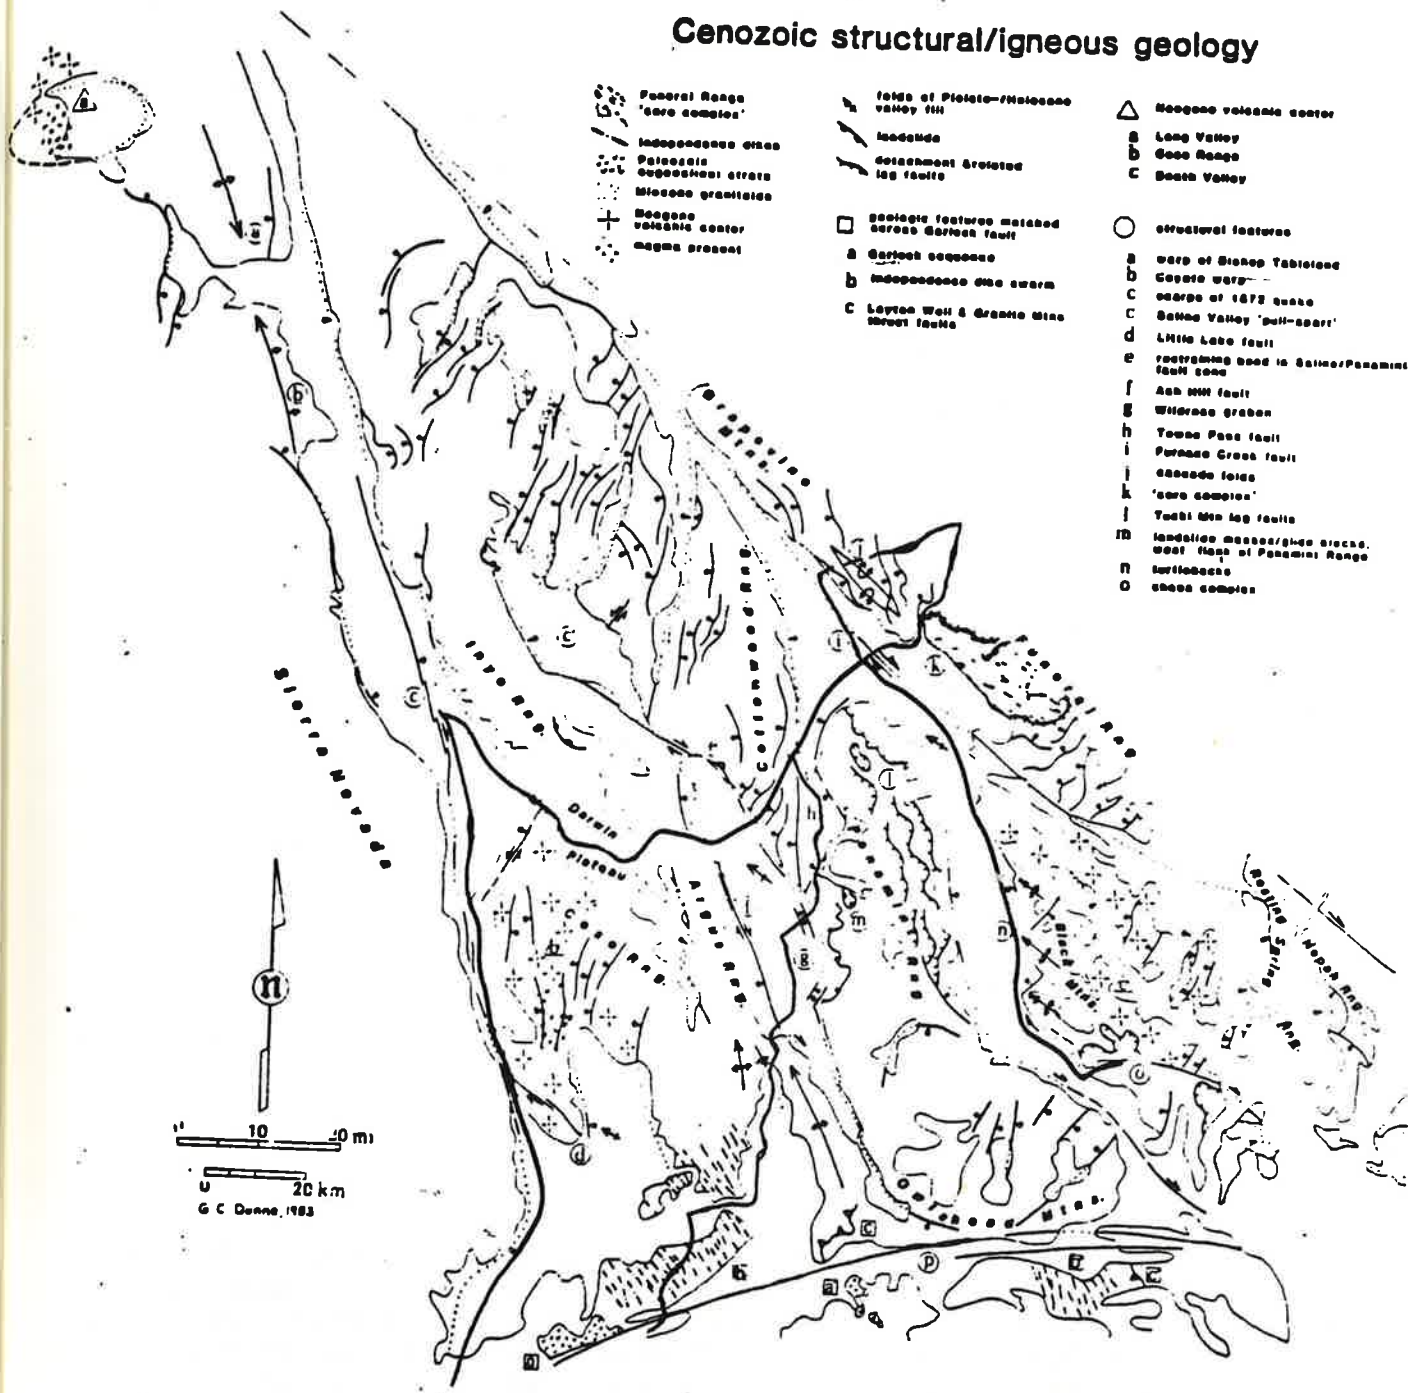 Cenozoic structural/igneous geology
Funeral Range
'core complex'
Independence dikes
Paleozoic
eugeoclinal strata
Miocene granitoids
Neogene
volcanic center
magma present
folds of Pleisto-/Holocene
valley fill
landslide
detachment & related
lag faults
geologic features matched
across Garlock fault
a Garlock sequence
b Independence dike swarm
c Layton Well & Granite Mtns
thrust faults
Neogene volcanic center
a Long Valley
b Coso Range
c Death Valley
structural features
a warp of Bishop Tableland
b Coyote warp
c scarps of 1872 quake
c Saline Valley 'pull-apart'
d Little Lake fault
e restraining bend in Saline/Panamint
fault zone
f Ash Hill fault
g Wildrose graben
h Towne Pass fault
i Furnace Creek fault
j cascade folds
k 'core complex'
l Tucki Mtn lag faults
m landslide masses/glide blocks,
west flank of Panamint Range
n turtlebacks
o chaos complex
Grapevine
Mtns.
Cottonwood Mtns
Inyo Rng.
Sierra Nevada
Funeral Rng
Darwin
Plateau
Argus Rng.
Coso Rng.
Panamint Rng
Black Mtns.
Resting Spring
Rng.
Nopah Rng
Owlshead Mtns.
a
(a)
b
c
c
i
k
l
h
m
g
n
b
d
o
c
p
a
b
a
n
10
20 km
G C Dunne, 1983